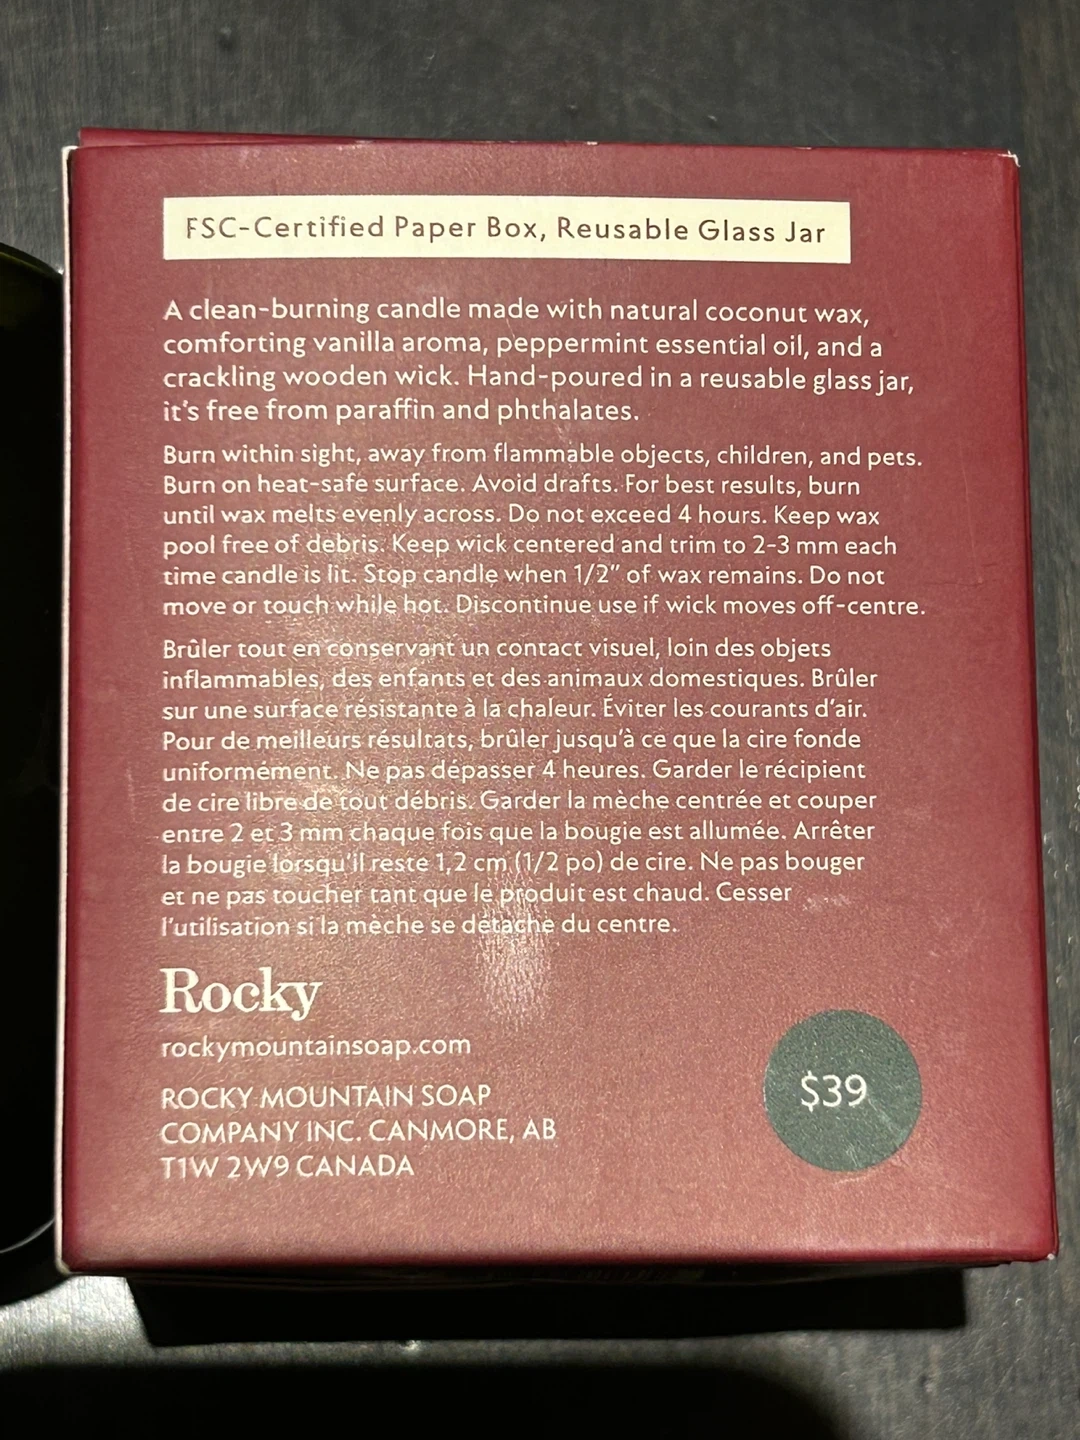 FSC-Certified Paper Box, Reusable Glass Jar
A clean-burning candle made with natural coconut wax,
comforting vanilla aroma, peppermint essential oil, and a
crackling wooden wick. Hand-poured in a reusable glass jar,
it's free from paraffin and phthalates.
Burn within sight, away from flammable objects, children, and pets.
Burn on heat-safe surface. Avoid drafts. For best results, burn
until wax melts evenly across. Do not exceed 4 hours. Keep wax
pool free of debris. Keep wick centered and trim to 2-3 mm each
time candle is lit. Stop candle when 1/2" of wax remains. Do not
move or touch while hot. Discontinue use if wick moves off-centre.
Brûler tout en conservant un contact visuel, loin des objets
inflammables, des enfants et des animaux domestiques. Brûler
sur une surface résistante à la chaleur. Éviter les courants d'air.
Pour de meilleurs résultats, brûler jusqu'à ce que la cire fonde
uniformément. Ne pas dépasser 4 heures. Garder le récipient
de cire libre de tout débris. Garder la mèche centrée et couper
entre 2 et 3 mm chaque fois que la bougie est allumée. Arrêter
la bougie lorsqu'il reste 1,2 cm (1/2 po) de cire. Ne pas bouger
et ne pas toucher tant que le produit est chaud. Cesser
l'utilisation si la mèche se détache du centre.
Rocky
rockymountainsoap.com
ROCKY MOUNTAIN SOAP
COMPANY INC. CANMORE, AB
T1W 2W9 CANADA
$39